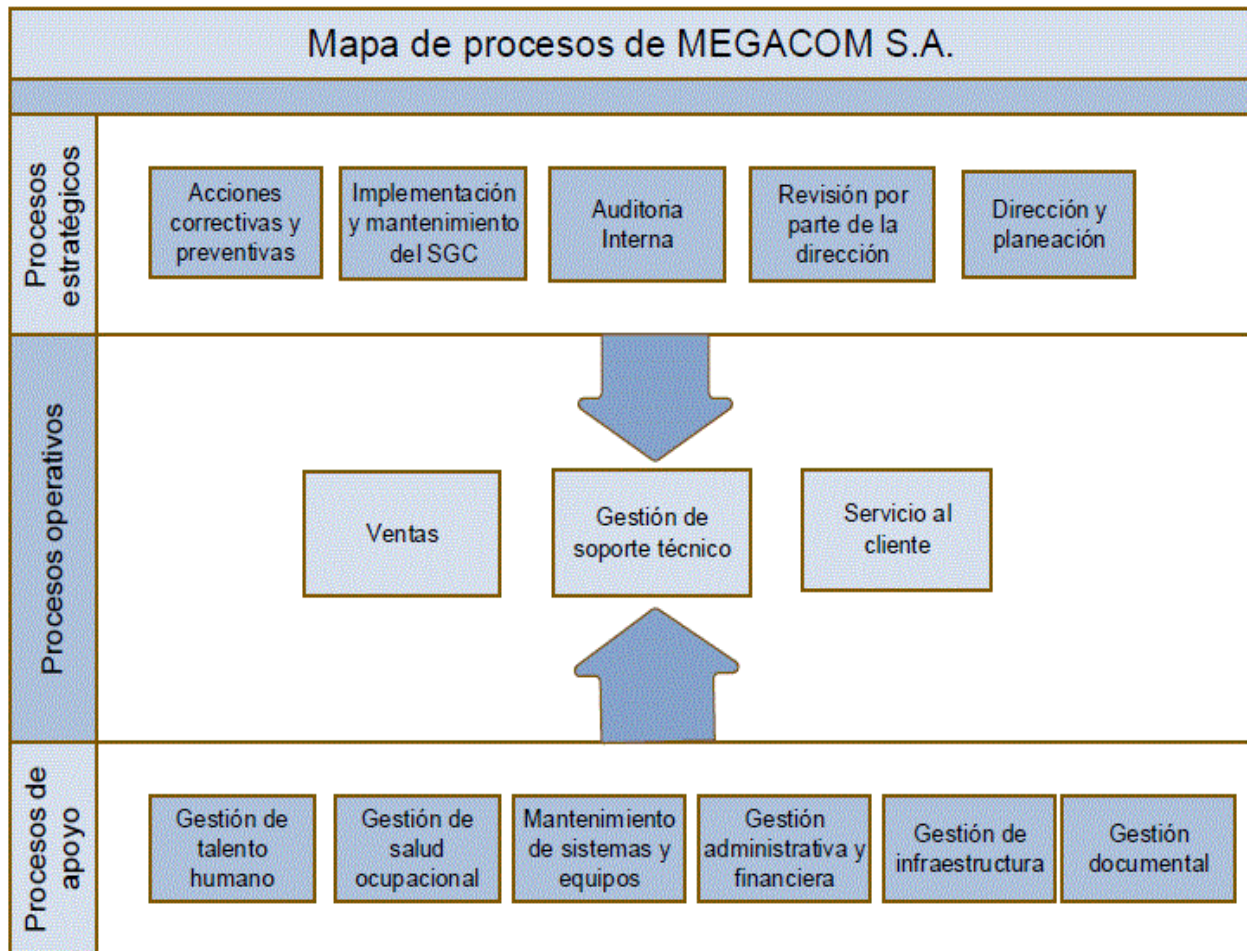 Mapa de procesos de MEGACOM S.A.
Procesos
estratégicos
Acciones
correctivas y
preventivas
Implementación
y mantenimiento
del SGC
Auditoria
Interna
Revisión por
parte de la
dirección
Dirección y
planeación
Procesos operativos
Ventas
Gestión de
soporte técnico
Servicio al
cliente
Procesos de
apoyo
Gestión de
talento
humano
Gestión de
salud
ocupacional
Mantenimiento
de sistemas y
equipos
Gestión
administrativa y
financiera
Gestión de
infraestructura
Gestión
documental